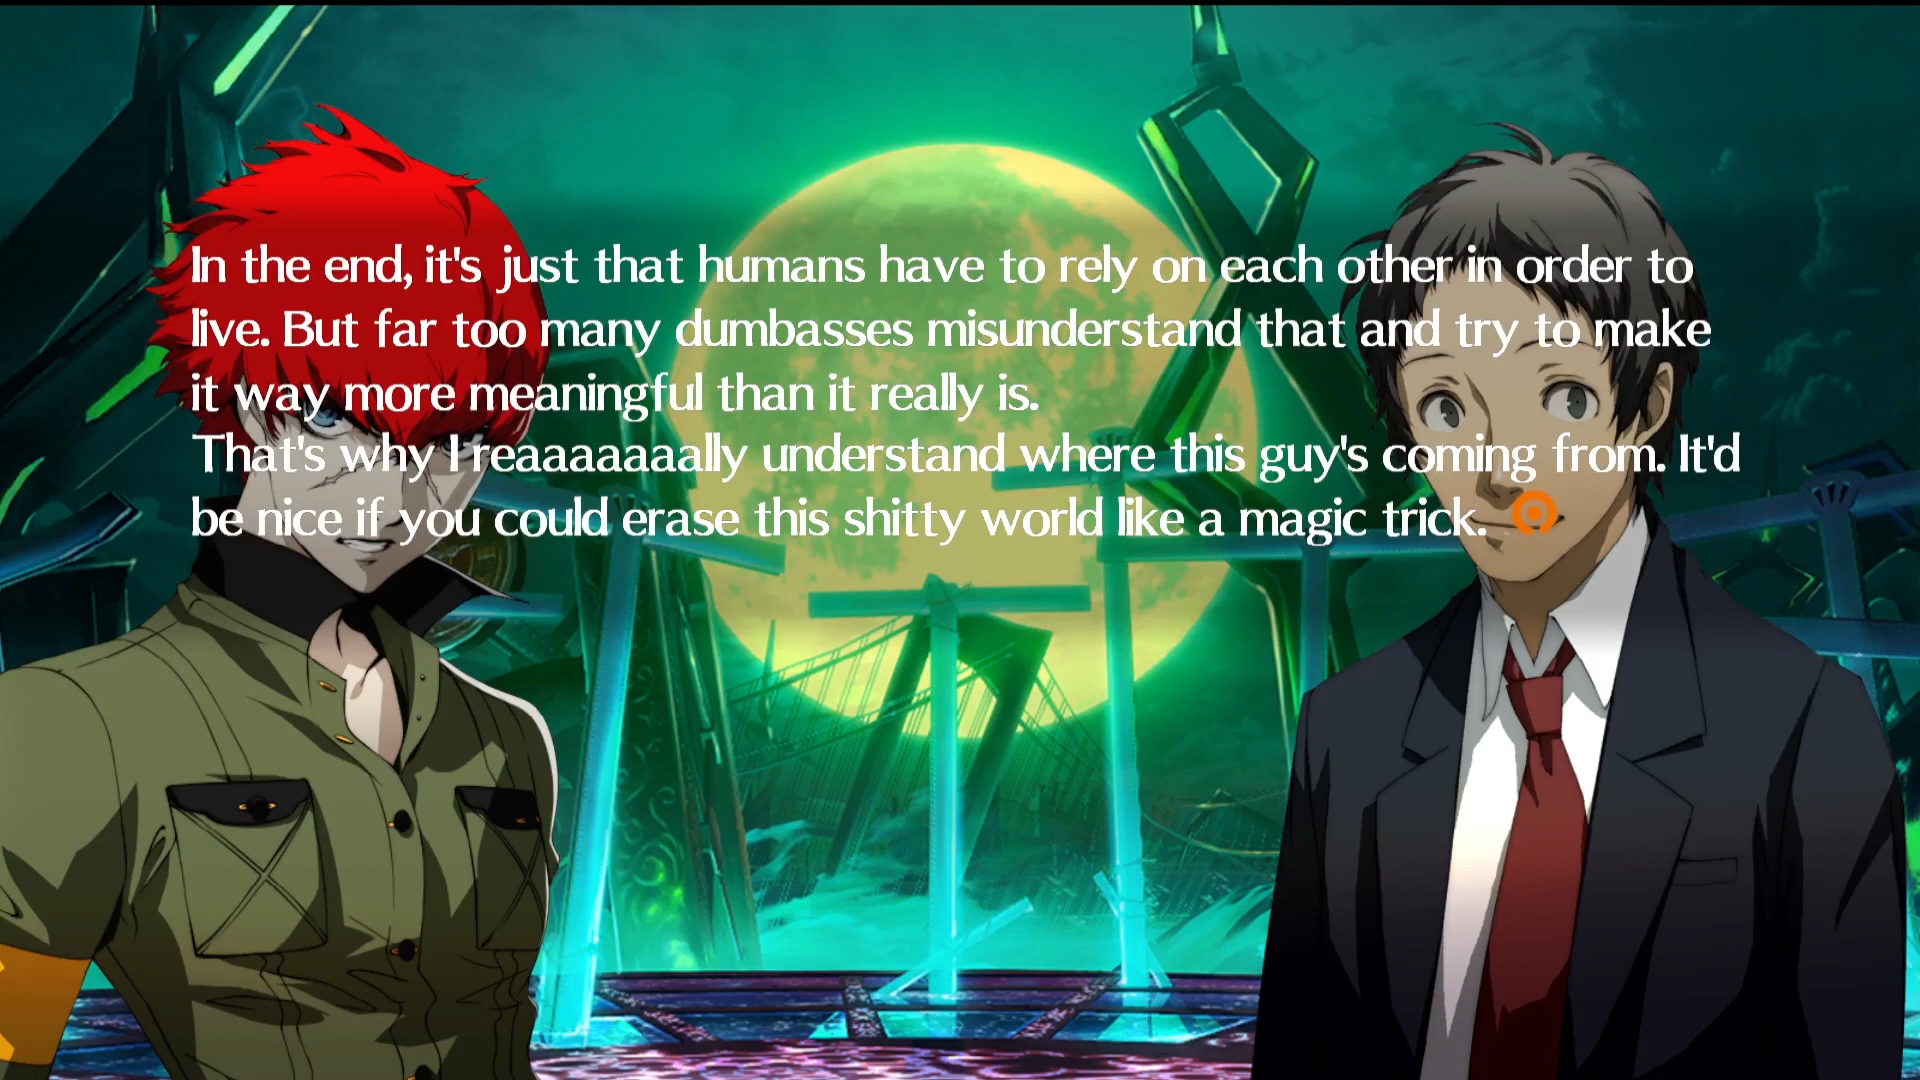 In the end, it's just that humans have to rely on each other in order to
live. But far too many dumbasses misunderstand that and try to make
it way more meaningful than it really is.
That's why I reaaaaaaally understand where this guy's coming from. It'd
be nice if you could erase this shitty world like a magic trick.